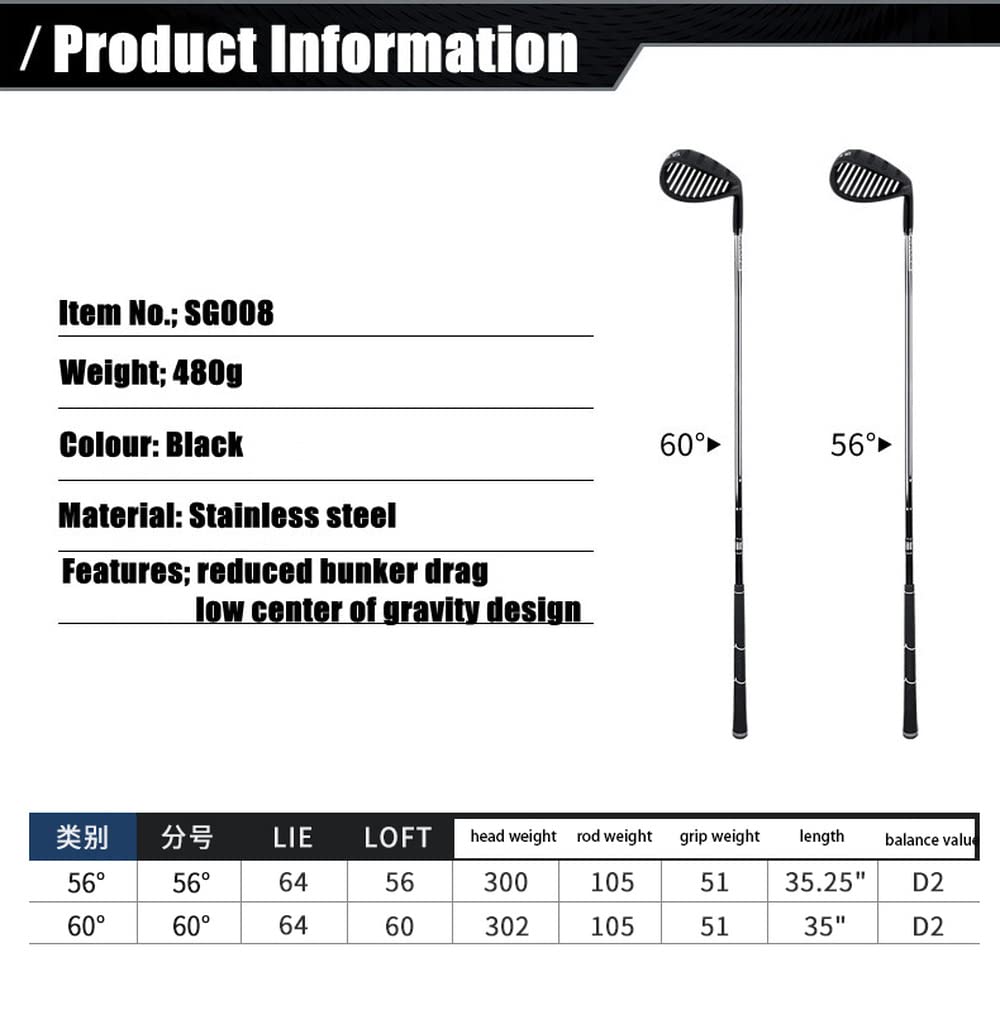 / Product Information
Item No.; SG008
Weight; 480g
Colour: Black
Material: Stainless steel
Features; reduced bunker drag
low center of gravity design
60°
56°
类别 分号 LIE LOFT head weight rod weight grip weight length balance value
56° 56° 64 56 300 105 51 35.25" D2
60° 60° 64 60 302 105 51 35" D2